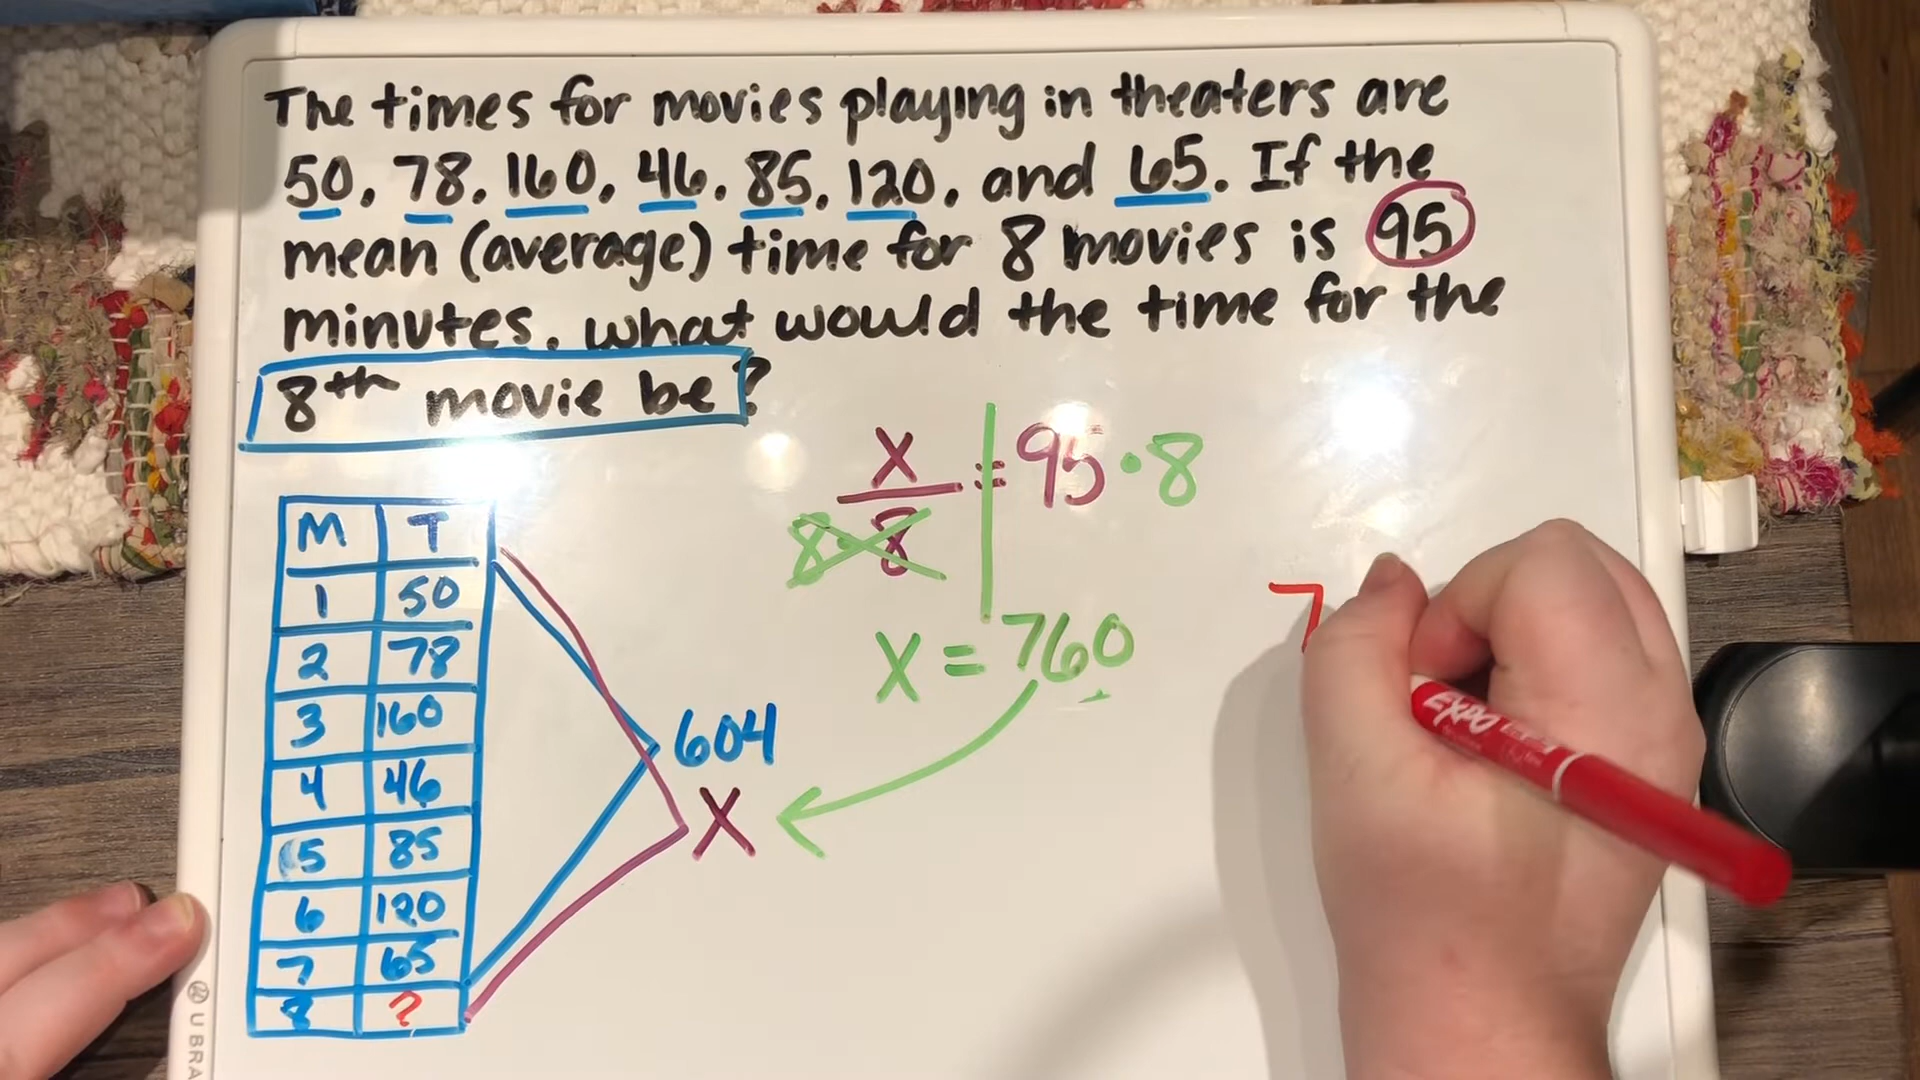 The times for movies playing in theaters are
50, 78, 160, 46, 85, 120, and 65. If the
mean (average) time for 8 movies is 95
minutes, what would the time for the
8th movie be?
M T
1 50
2 78
3 160
4 46
5 85
6 120
7 65
8 ?
604
X
X
8 · 8
= 95 · 8
X = 760
7
EXPO
UBRA